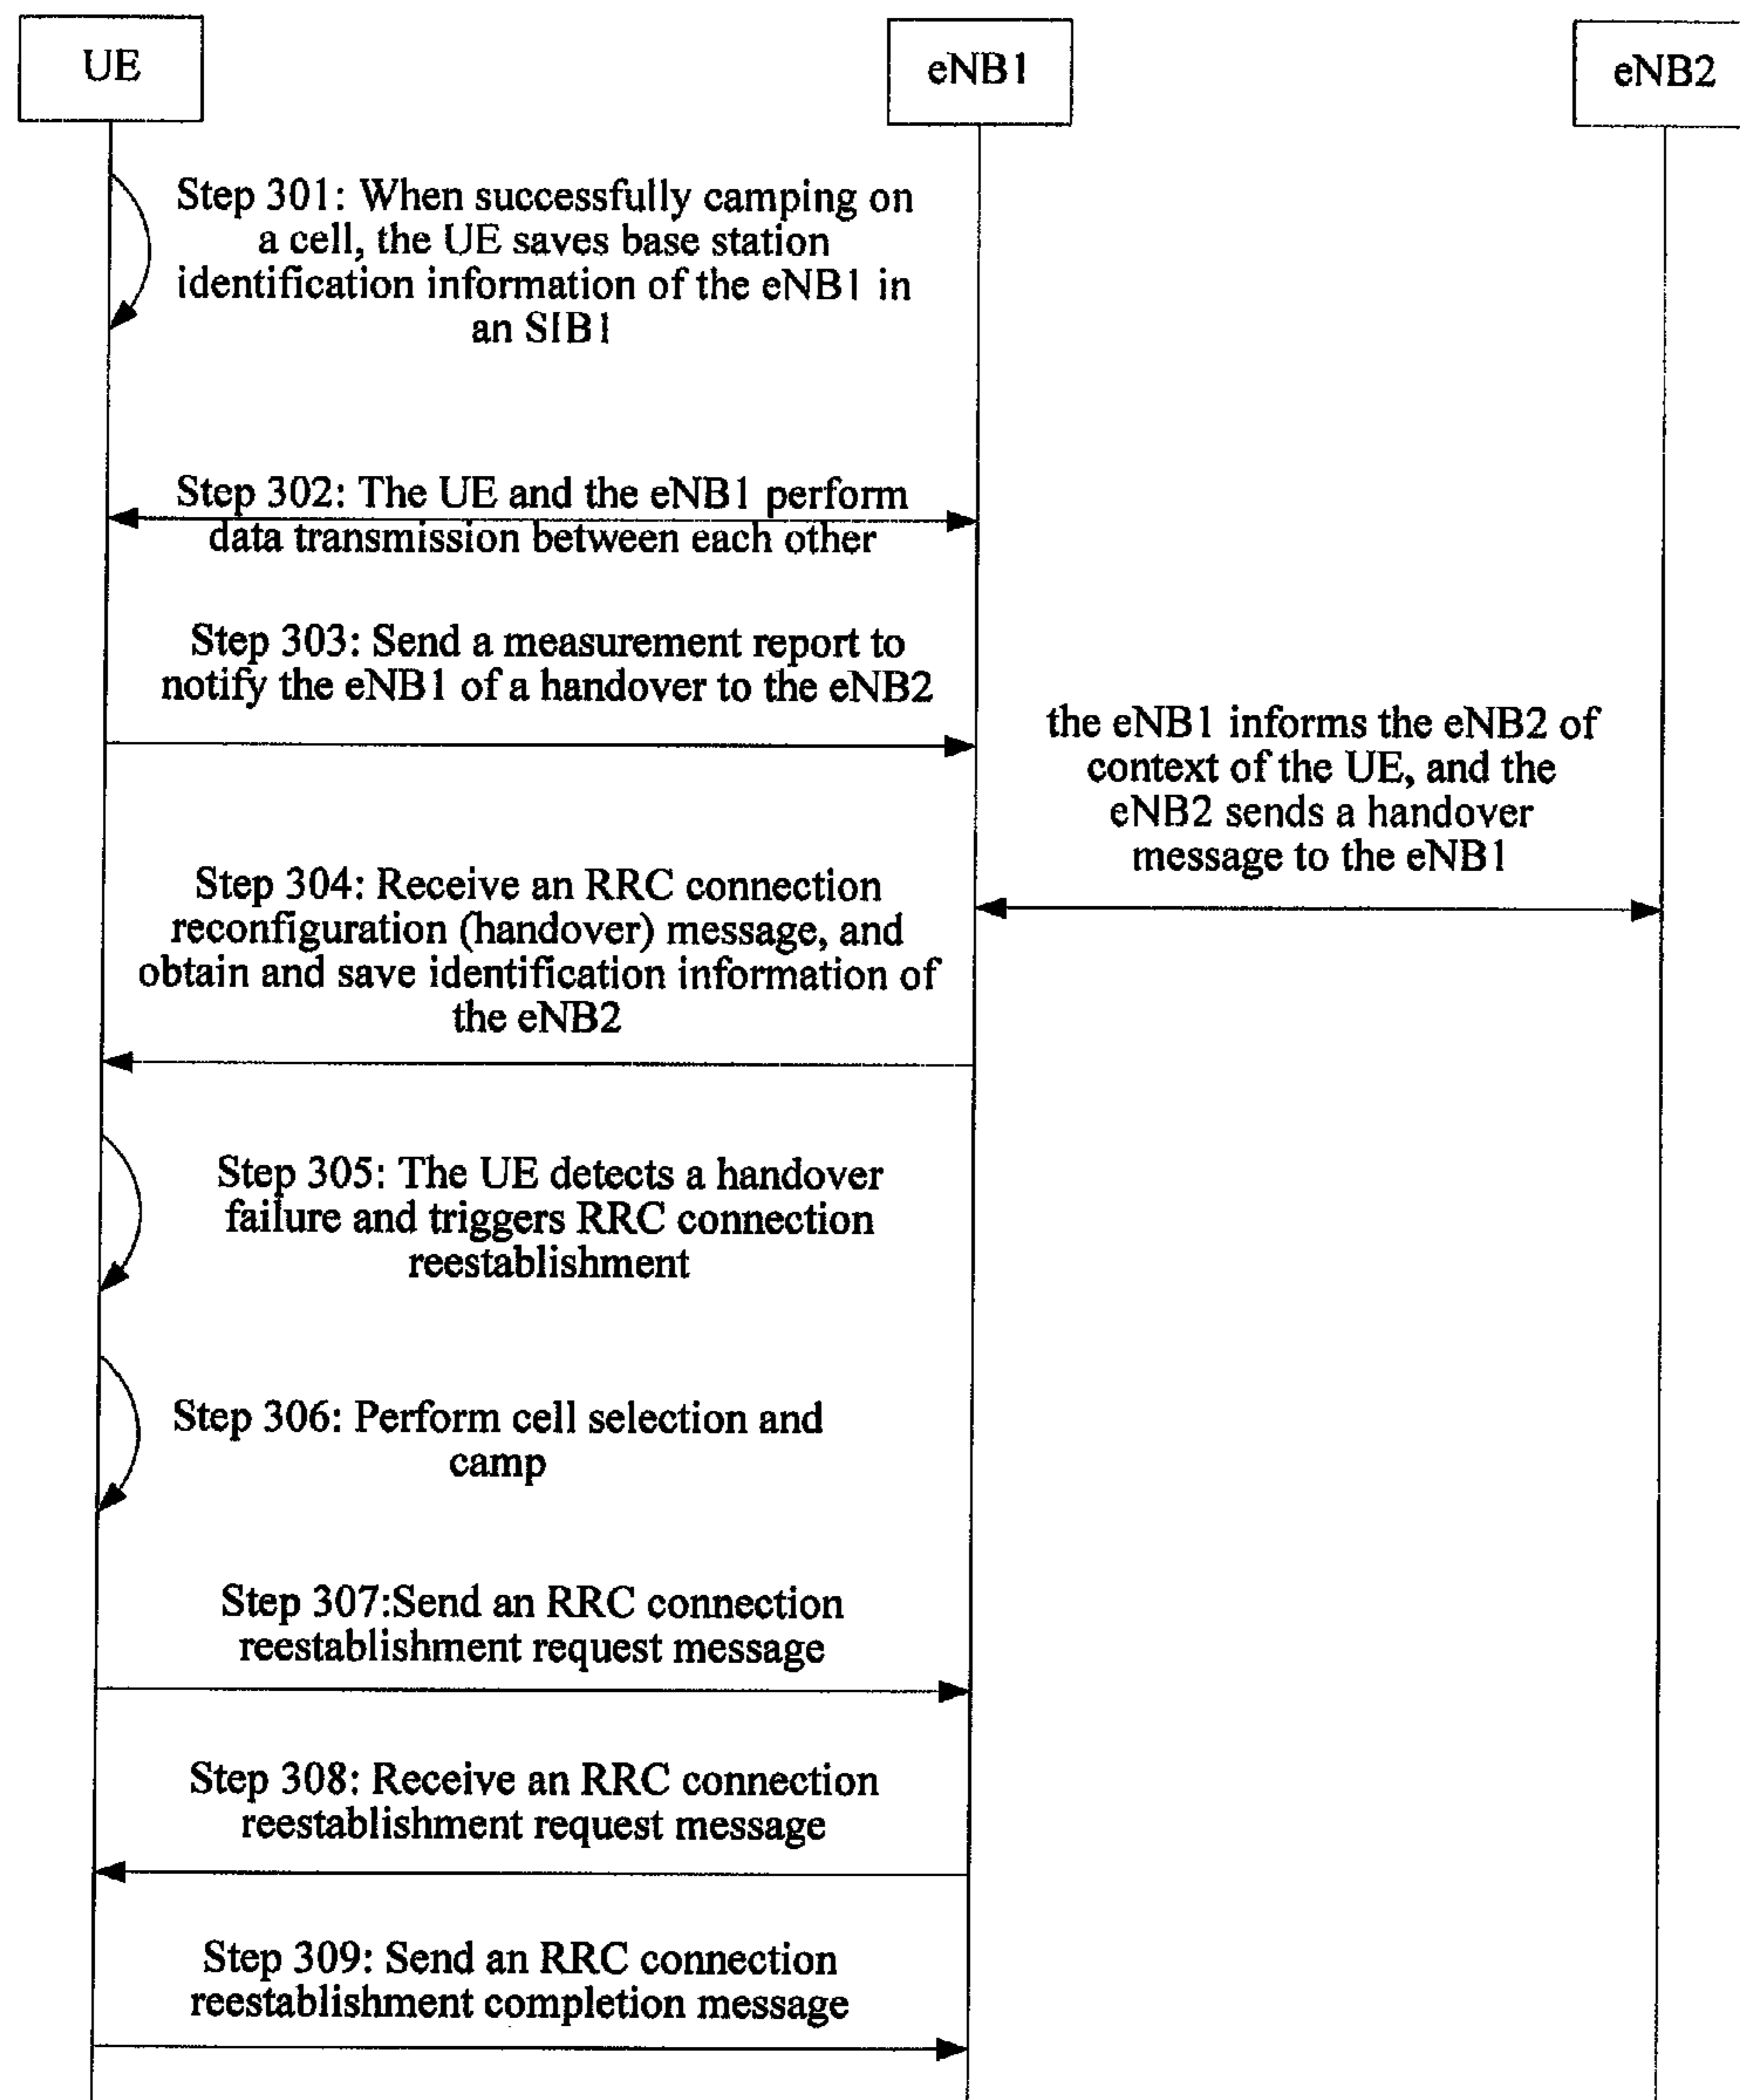 UE
eNB1
eNB2
Step 301: When successfully camping on
a cell, the UE saves base station
identification information of the eNB1 in
an SIB1
Step 302: The UE and the eNB1 perform
data transmission between each other
Step 303: Send a measurement report to
notify the eNB1 of a handover to the eNB2
the eNB1 informs the eNB2 of
context of the UE, and the
eNB2 sends a handover
message to the eNB1
Step 304: Receive an RRC connection
reconfiguration (handover) message, and
obtain and save identification information of
the eNB2
Step 305: The UE detects a handover
failure and triggers RRC connection
reestablishment
Step 306: Perform cell selection and
camp
Step 307:Send an RRC connection
reestablishment request message
Step 308: Receive an RRC connection
reestablishment request message
Step 309: Send an RRC connection
reestablishment completion message